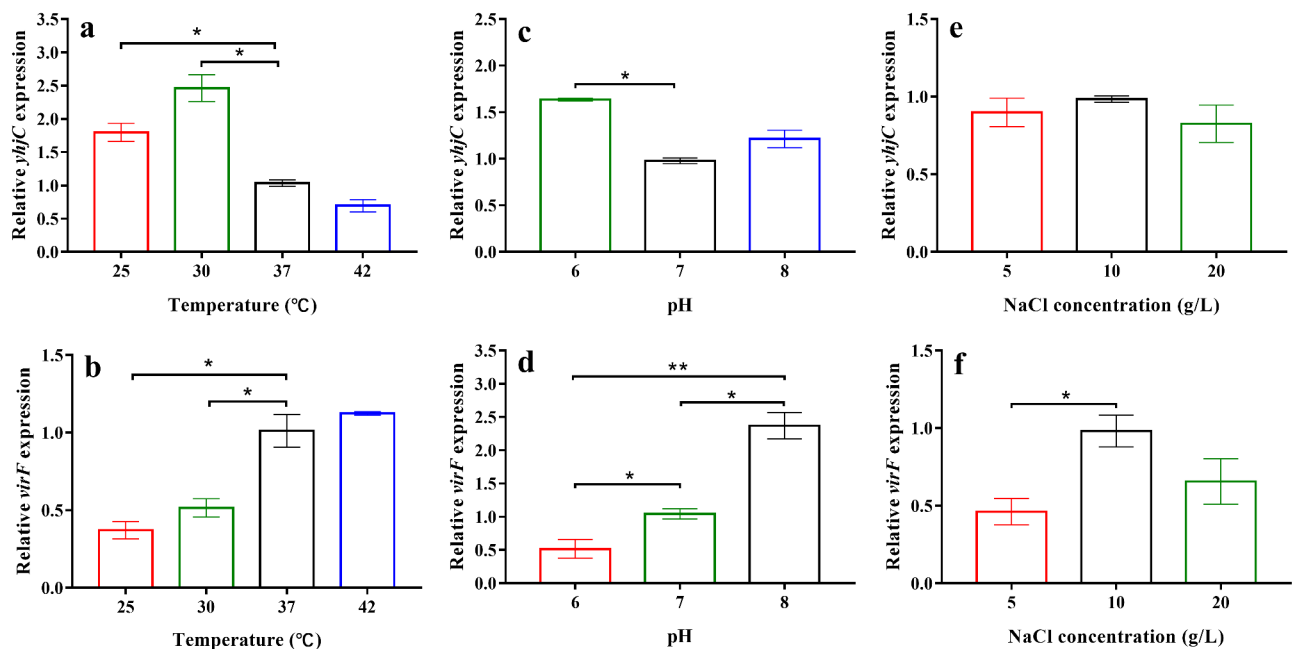 a
Relative yhjC expression
3.5
3.0
2.5
2.0
1.5
1.0
0.5
0.0
*
*
25 30 37 42
Temperature (℃)
c
Relative yhjC expression
2.5
2.0
1.5
1.0
0.5
0.0
*
6 7 8
pH
e
Relative yhjC expression
1.5
1.0
0.5
0.0
5 10 20
NaCl concentration (g/L)
b
Relative virF expression
1.5
1.0
0.5
0.0
*
*
25 30 37 42
Temperature (℃)
d
Relative virF expression
3.5
3.0
2.5
2.0
1.5
1.0
0.5
0.0
**
*
*
6 7 8
pH
f
Relative virF expression
1.5
1.0
0.5
0.0
*
5 10 20
NaCl concentration (g/L)